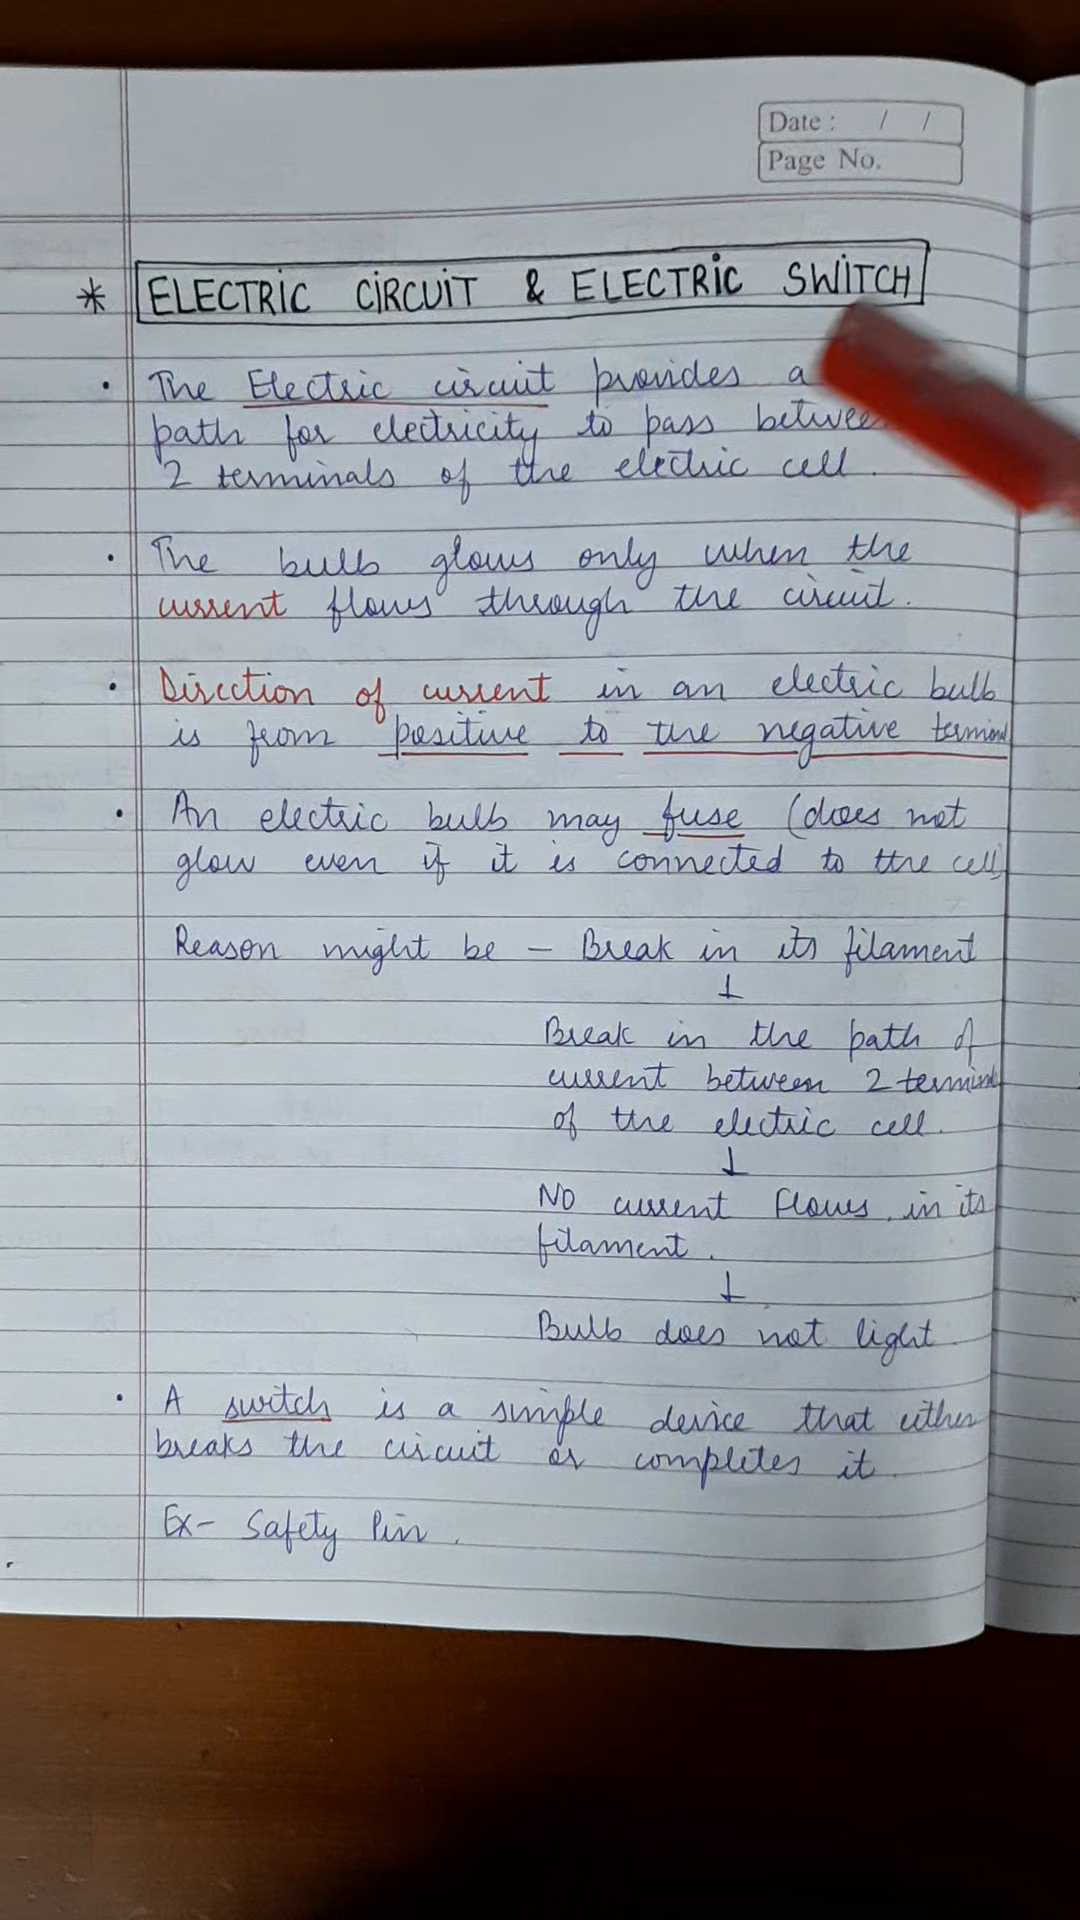 Date : / /
Page No.
* ELECTRIC CIRCUIT & ELECTRIC SWITCH
• The Electric circuit provides a
path for electricity to pass betwee
2 terminals of the electric cell.
• The bulb glows only when the
current flows through the circuit.
• Direction of current in an electric bulb
is from positive to the negative terminal
• An electric bulb may fuse (does not
glow even if it is connected to the cell)
Reason might be – Break in its filament
↓
Break in the path of
current between 2 terminal
of the electric cell.
↓
No current flows in its
filament.
↓
Bulb does not light
• A switch is a simple device that either
breaks the circuit or completes it.
Ex- Safety Pin.